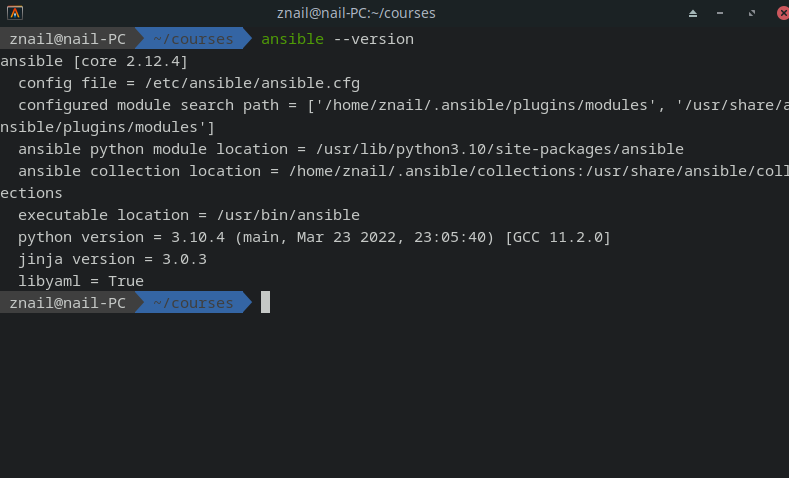 znail@nail-PC:~/courses
znail@nail-PC ~/courses ansible --version
ansible [core 2.12.4]
  config file = /etc/ansible/ansible.cfg
  configured module search path = ['/home/znail/.ansible/plugins/modules', '/usr/share/a
nsible/plugins/modules']
  ansible python module location = /usr/lib/python3.10/site-packages/ansible
  ansible collection location = /home/znail/.ansible/collections:/usr/share/ansible/coll
ections
  executable location = /usr/bin/ansible
  python version = 3.10.4 (main, Mar 23 2022, 23:05:40) [GCC 11.2.0]
  jinja version = 3.0.3
  libyaml = True
znail@nail-PC ~/courses